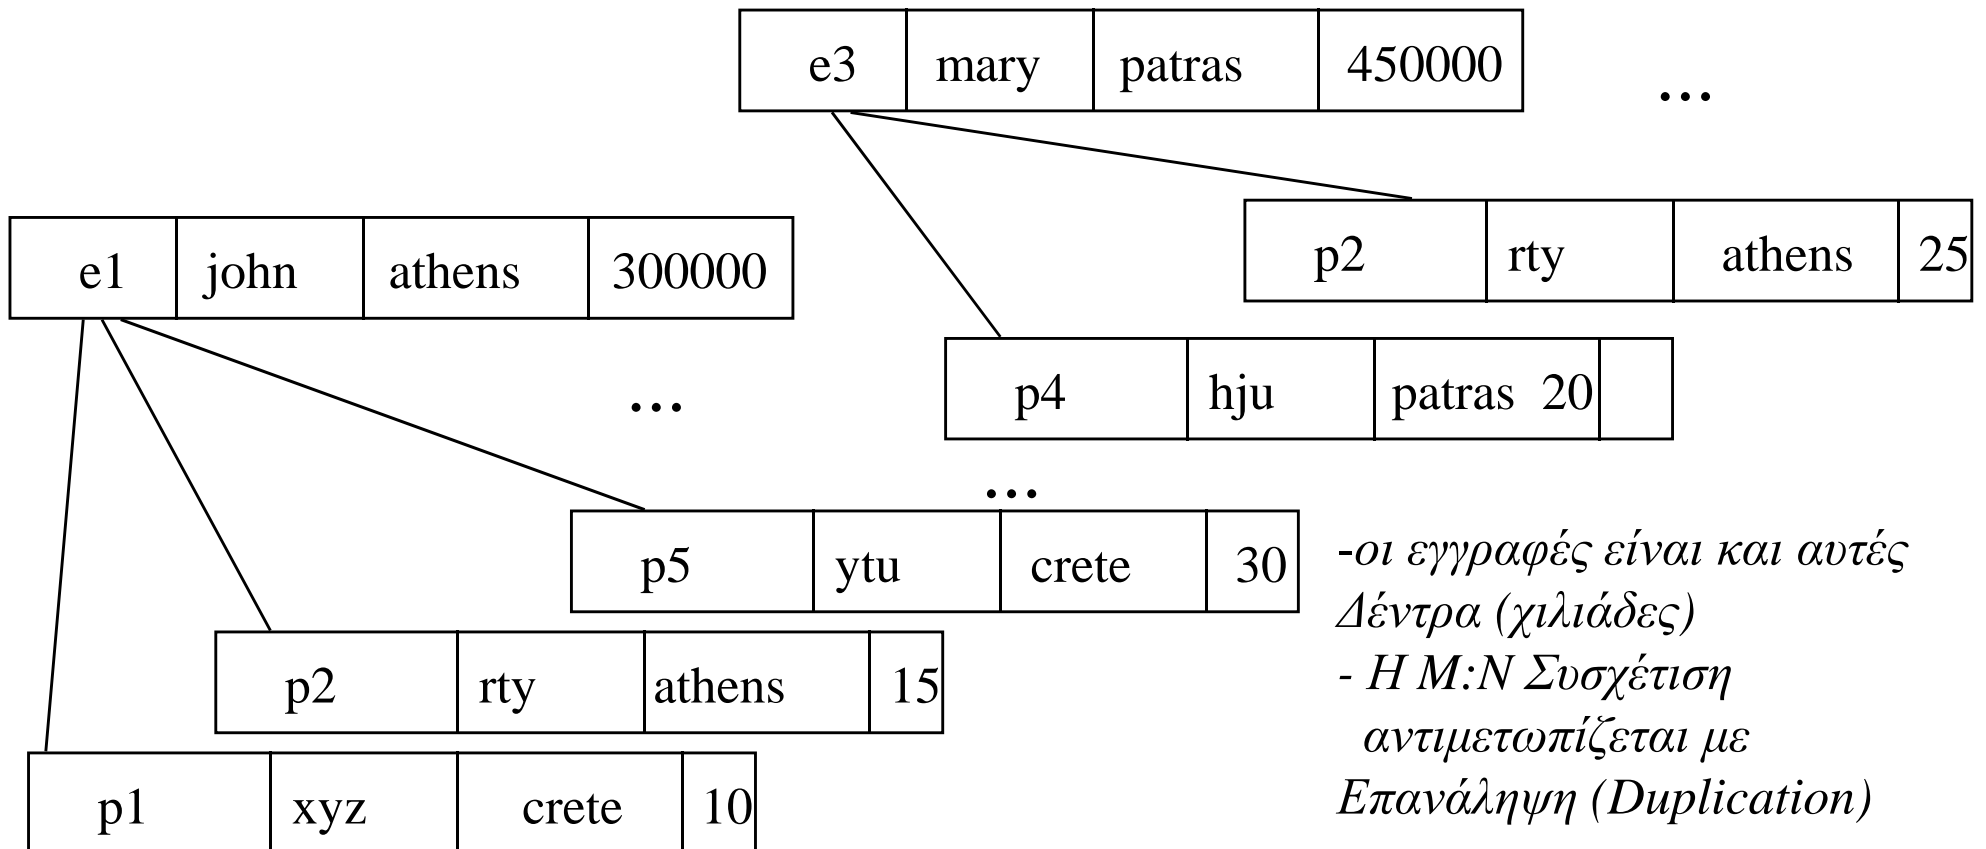 e3 mary patras 450000
...
p2 rty athens 25
e1 john athens 300000
p4 hju patras 20
...
...
p5 ytu crete 30
p2 rty athens 15
p1 xyz crete 10
-οι εγγραφές είναι και αυτές
Δέντρα (χιλιάδες)
- Η Μ:Ν Συσχέτιση
αντιμετωπίζεται με
Επανάληψη (Duplication)